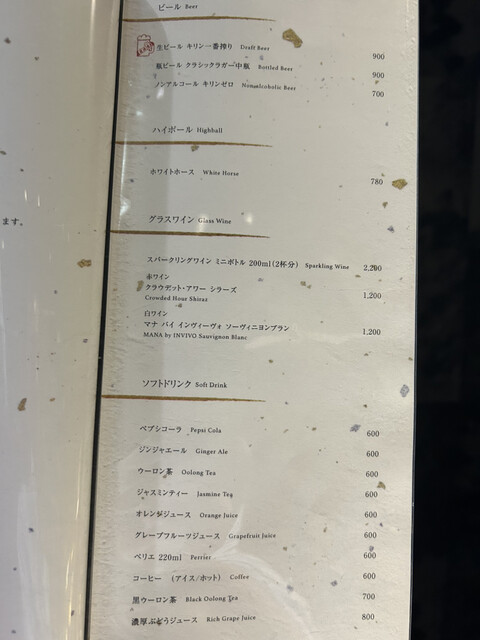 ビール Beer
生ビール キリン一番搾り Draft Beer 900
瓶ビール クラシックラガー中瓶 Bottled Beer 900
ノンアルコール キリンゼロ Nonalcoholic Beer 700
ハイボール Highball
ホワイトホース White Horse 780
ます。
グラスワイン Glass Wine
スパークリングワイン ミニボトル 200ml(2杯分) Sparkling Wine 2,200
赤ワイン
クラウデット・アワー シラーズ 1,200
Crowded Hour Shiraz
白ワイン
マナ バイ インヴィーヴォ ソーヴィニヨンブラン 1,200
MANA by INVIVO Sauvignon Blanc
ソフトドリンク Soft Drink
ペプシコーラ Pepsi Cola 600
ジンジャエール Ginger Ale 600
ウーロン茶 Oolong Tea 600
ジャスミンティー Jasmine Tea 600
オレンジジュース Orange Juice 600
グレープフルーツジュース Grapefruit Juice 600
ペリエ 220ml Perrier 600
コーヒー (アイス/ホット) Coffee 600
黒ウーロン茶 Black Oolong Tea 700
濃厚ぶどうジュース Rich Grape Juice 800